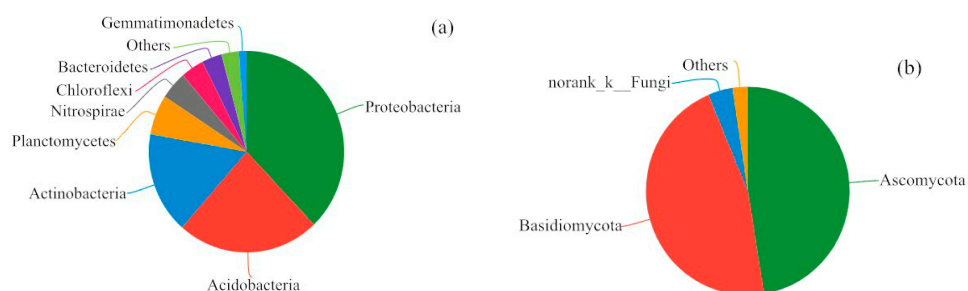 Gemmatimonadetes
(a)
Others
Bacteroidetes
Chloroflexi
Nitrospirae
Planctomycetes
Actinobacteria
Acidobacteria
Proteobacteria
(b)
Others
norank_k__Fungi
Ascomycota
Basidiomycota